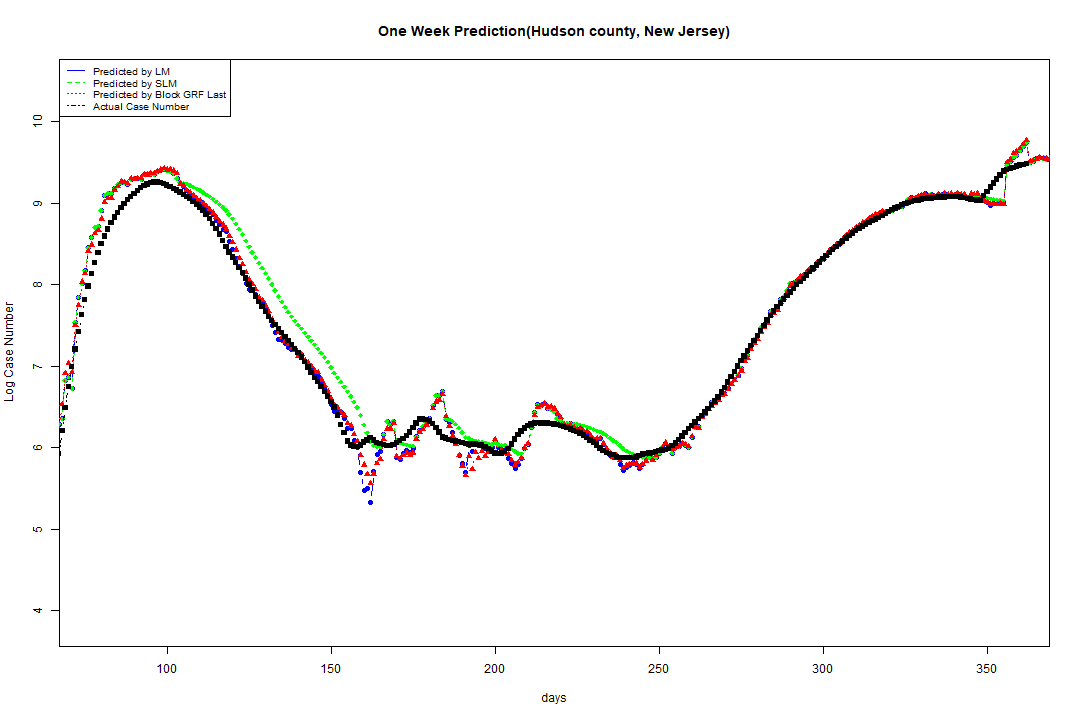 One Week Prediction(Hudson county, New Jersey)
Predicted by LM
Predicted by SLM
Predicted by Block GRF Last
Actual Case Number
10
9
8
7
6
5
4
Log Case Number
100 150 200 250 300 350
days